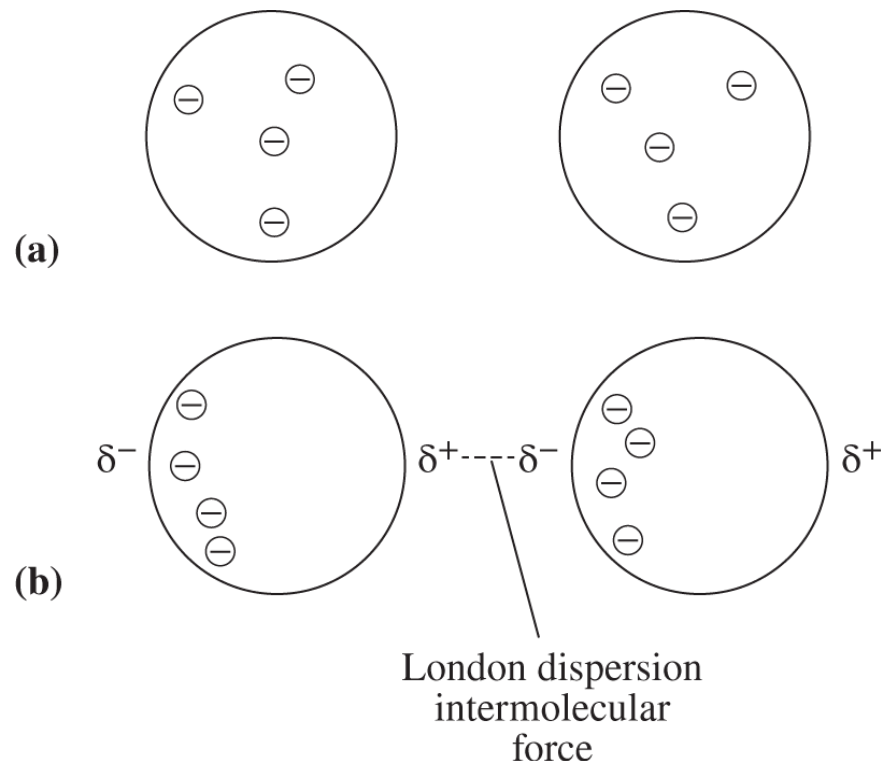 (a)
δ⁻ δ⁺----δ⁻ δ⁺
(b)
London dispersion
intermolecular
force